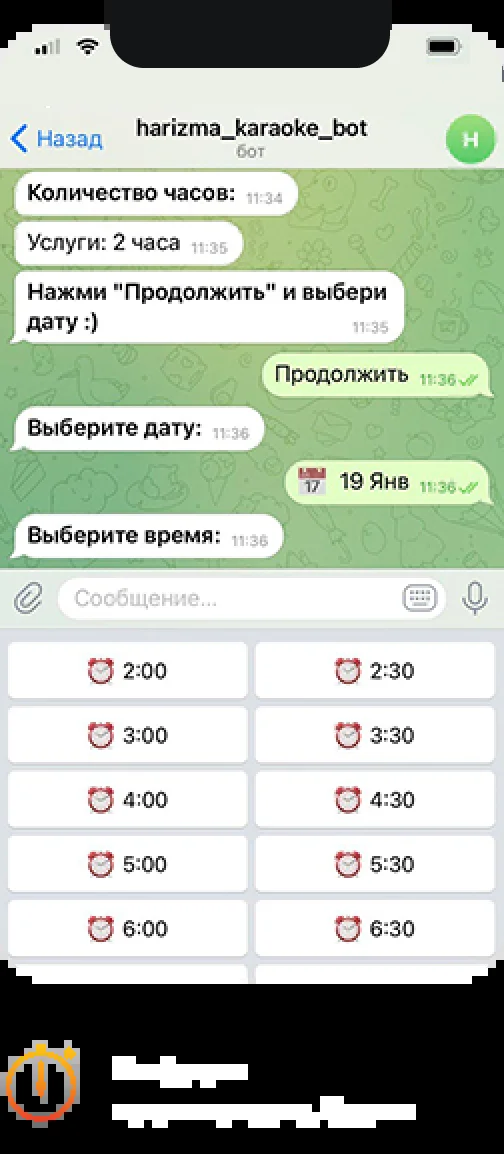 Назад
harizma_karaoke_bot
бот
H
Количество часов: 11:34
Услуги: 2 часа 11:35
Нажми "Продолжить" и выбери
дату :) 11:35
Продолжить 11:36
Выберите дату: 11:36
17 19 Янв 11:36
Выберите время: 11:36
Сообщение...
2:00 2:30
3:00 3:30
4:00 4:30
5:00 5:30
6:00 6:30